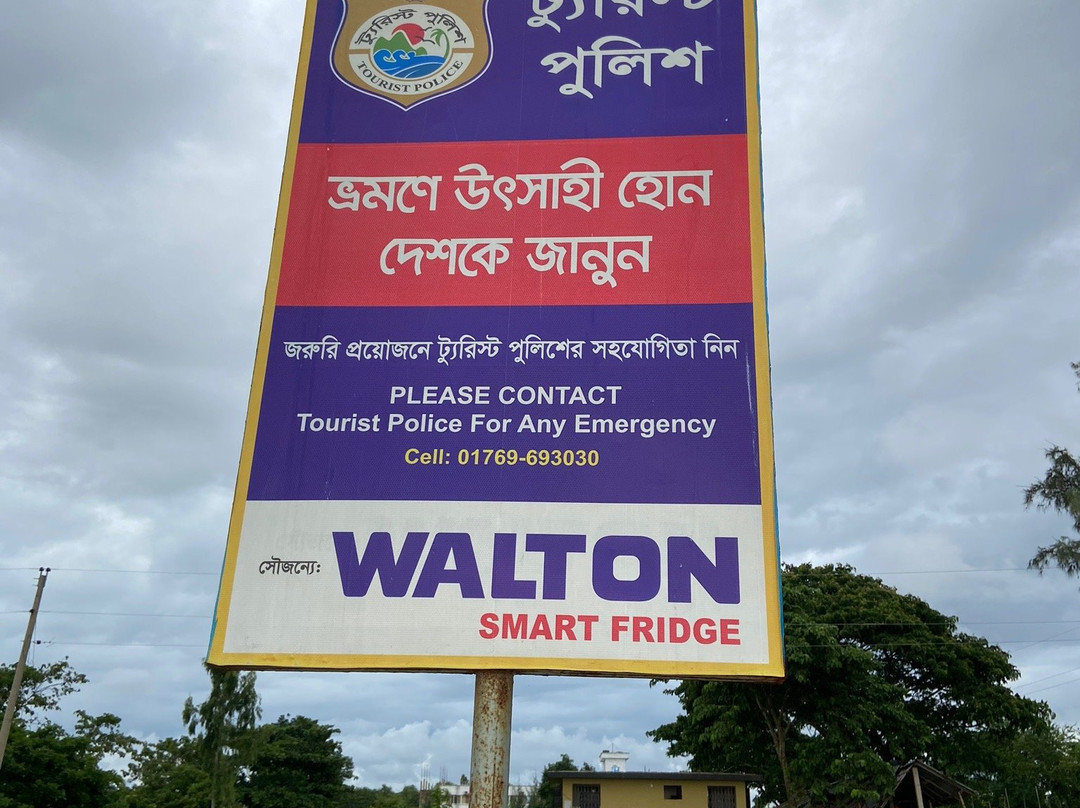 ট্যুরিস্ট পুলিশ
TOURIST POLICE
ট্যুরিস্ট
পুলিশ
ভ্রমণে উৎসাহী হোন
দেশকে জানুন
জরুরি প্রয়োজনে ট্যুরিস্ট পুলিশের সহযোগিতা নিন
PLEASE CONTACT
Tourist Police For Any Emergency
Cell: 01769-693030
সৌজন্যে: WALTON
SMART FRIDGE